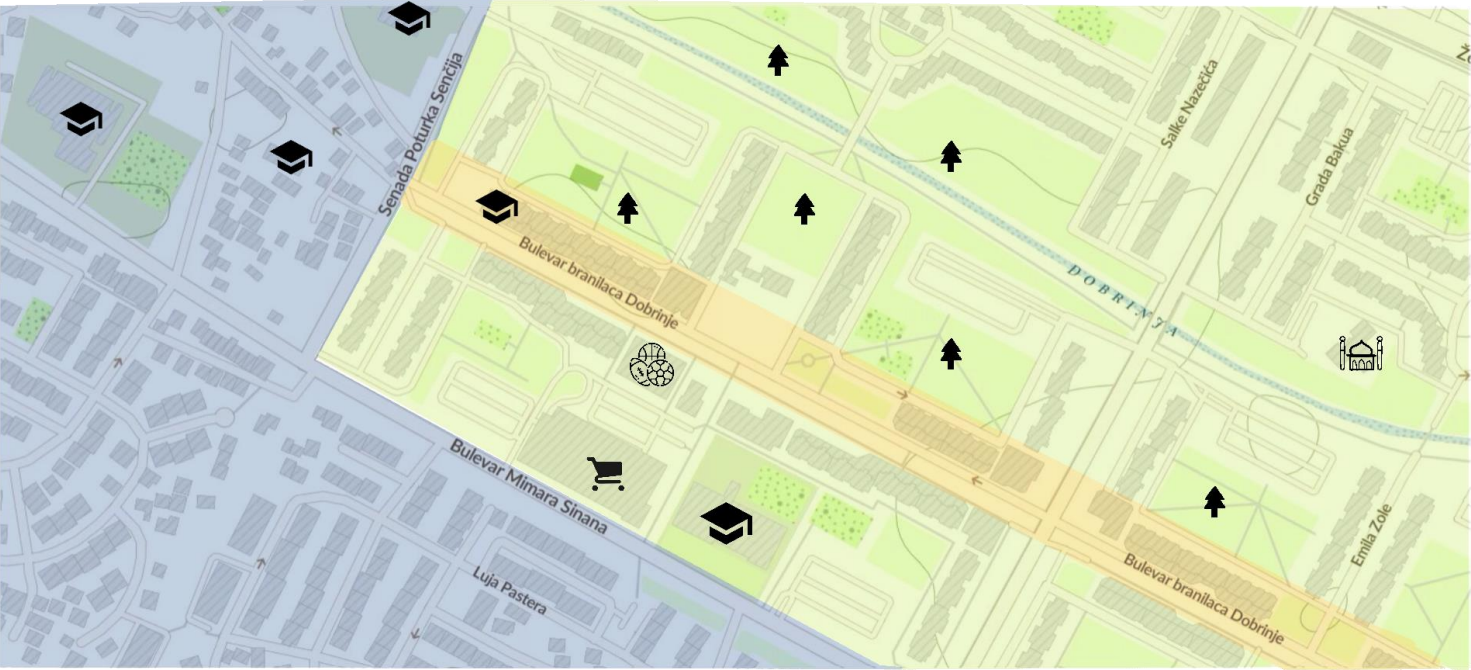 Senada Poturka Senčija
Salke Nazečića
Grada Bakua
Bulevar branilaca Dobrinje
DOBRINJA
Bulevar Mimara Sinana
Luja Pastera
Emila Zole
Bulevar branilaca Dobrinje